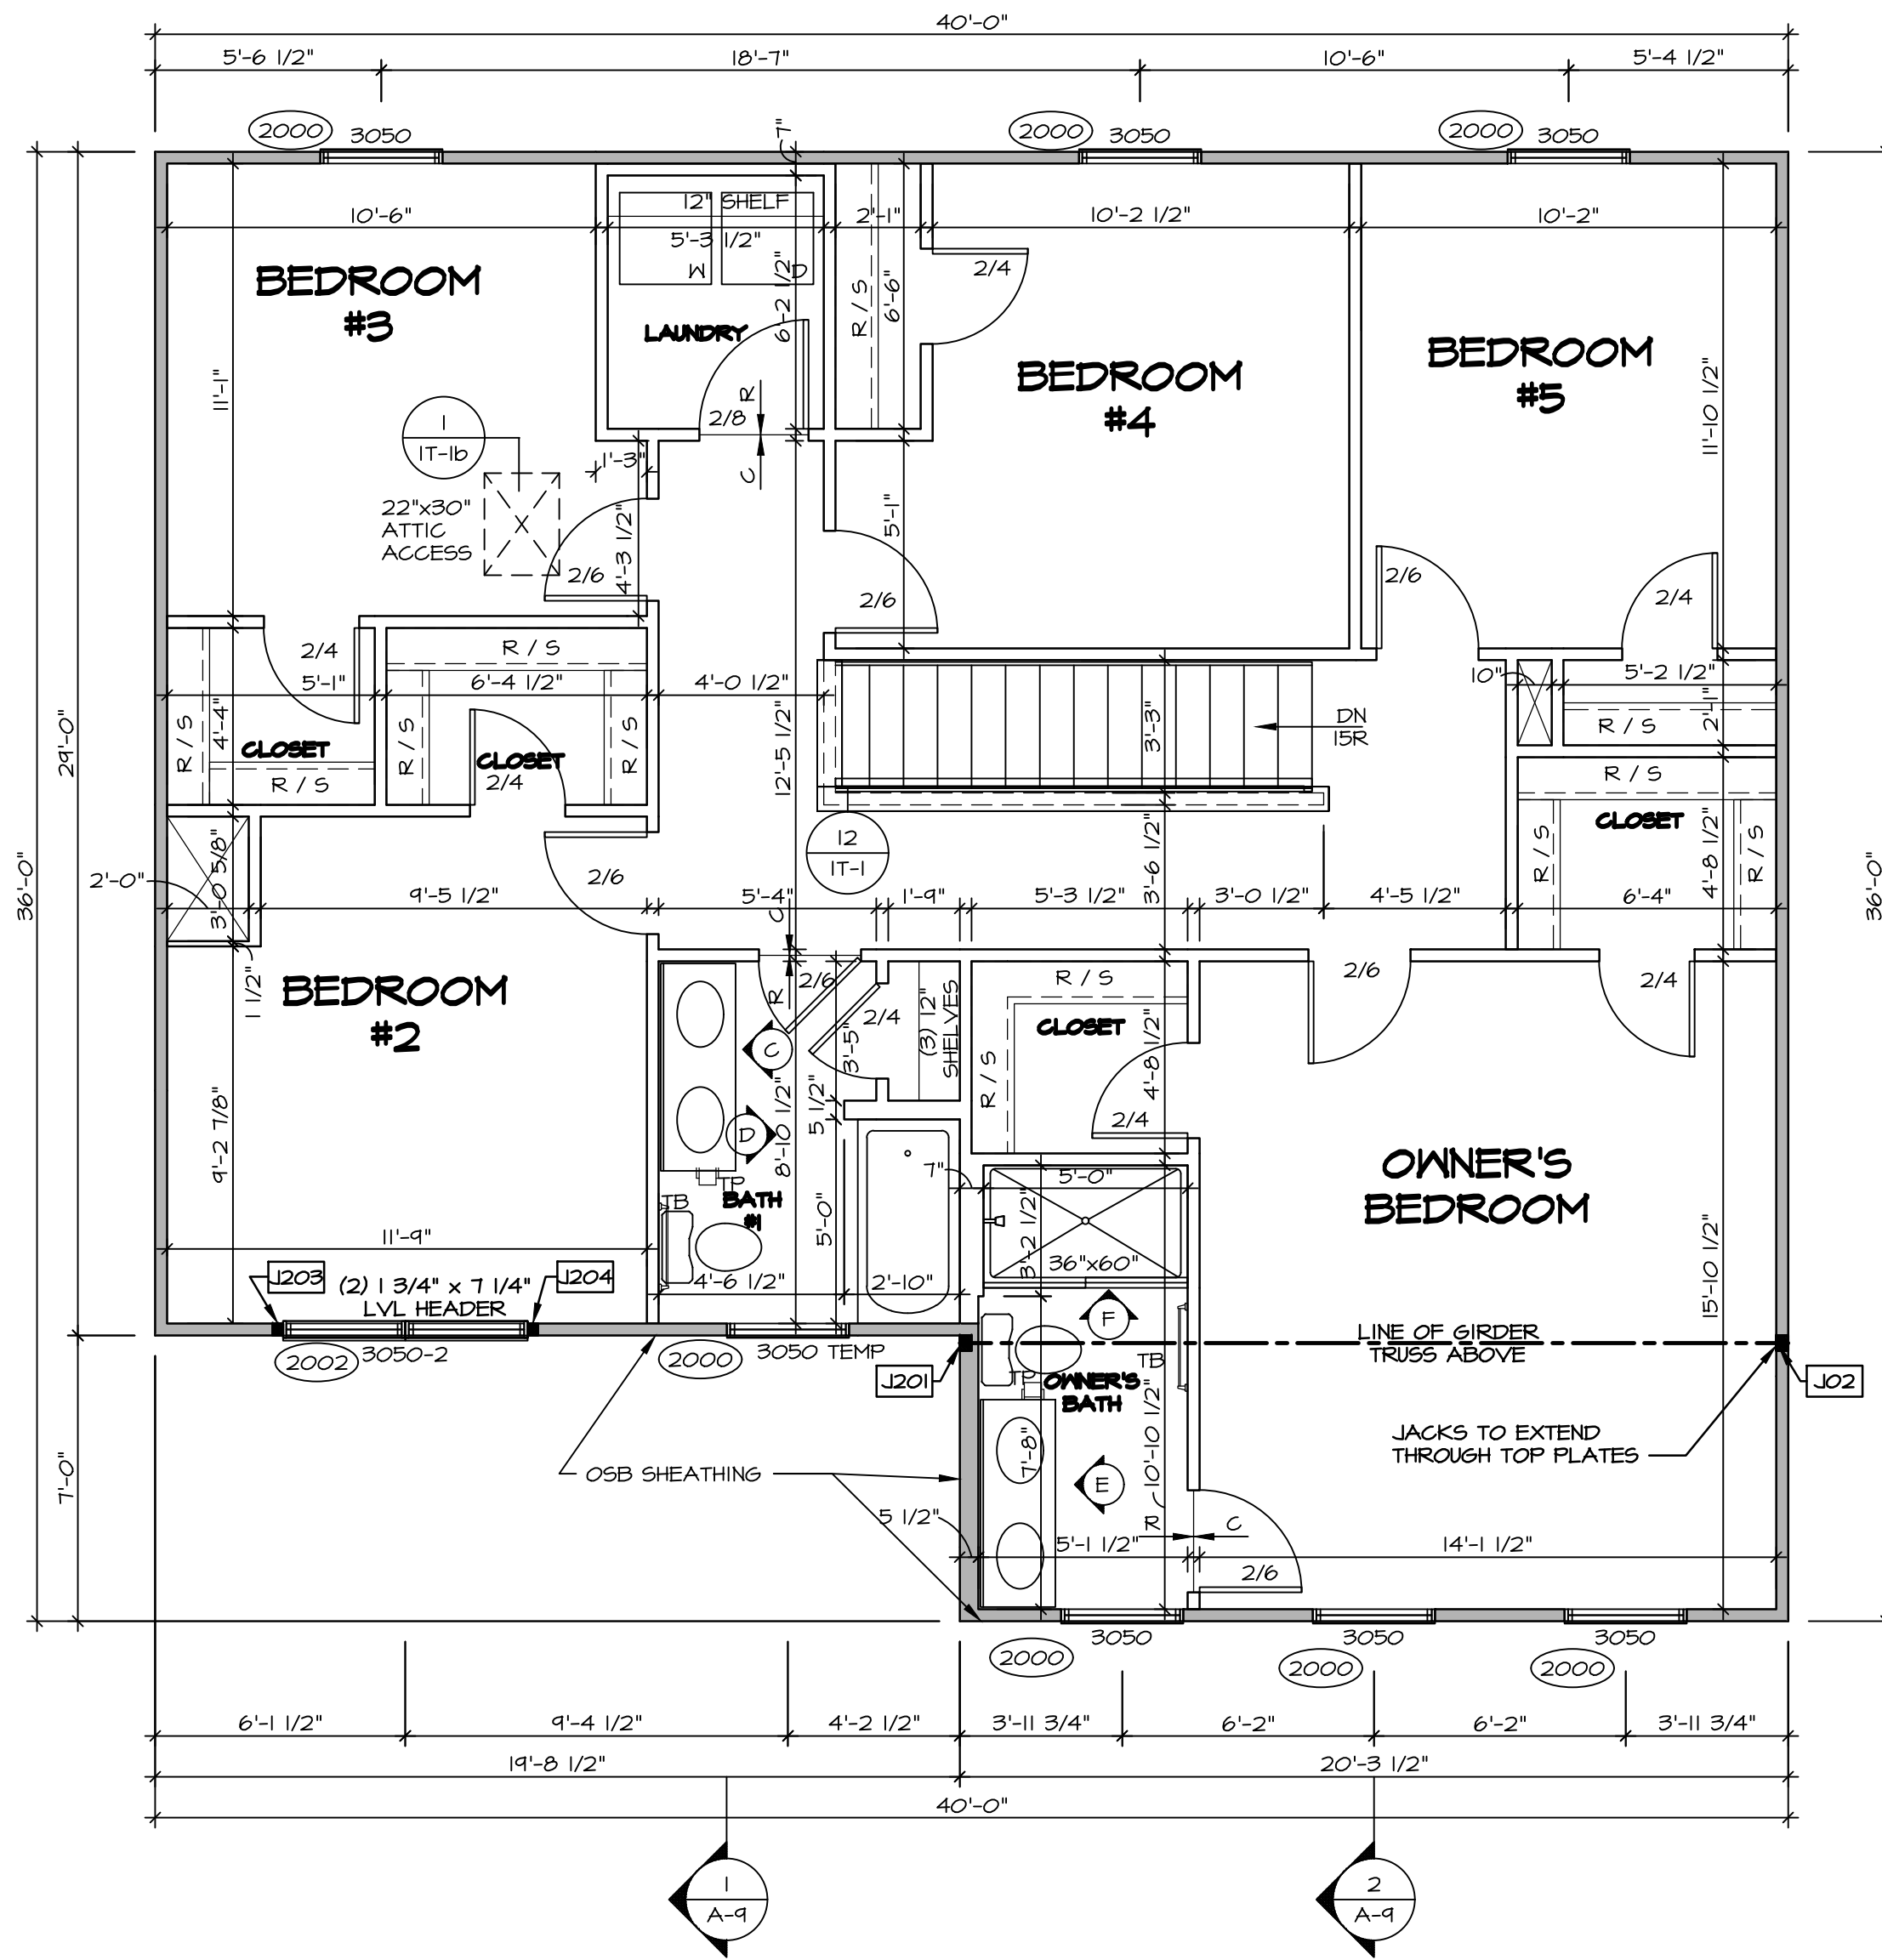 40'-0"
5'-6 1/2"
18'-7"
10'-6"
5'-4 1/2"
2000
3050
2000
3050
2000
3050
7"
12" SHELF
10'-6"
5'-3 1/2"
2'-1"
10'-2 1/2"
10'-2"
W
D
2/4
BEDROOM
#3
6'-2 1/2"
R / S
6'-6"
LAUNDRY
BEDROOM
#4
BEDROOM
#5
11'-1"
11'-10 1/2"
R
2/8
C
1
1T-1b
1'-3"
22"x30"
ATTIC
ACCESS
X
4'-3 1/2"
5'-1"
2/6
2/6
2/6
2/4
2/4
R / S
5'-1"
6'-4 1/2"
4'-0 1/2"
10"
5'-2 1/2"
R / S
4'-4"
CLOSET
R / S
R / S
CLOSET
2/4
R / S
12'-5 1/2"
3'-3"
DN
15R
R / S
2'-11"
R / S
CLOSET
29'-0"
36'-0"
36'-0"
12
1T-1
3'-6 1/2"
R / S
4'-8 1/2"
R / S
2'-0"
3'-0 5/8"
9'-5 1/2"
2/6
5'-4"
C
1'-9"
5'-3 1/2"
3'-0 1/2"
4'-5 1/2"
6'-4"
1 1/2"
BEDROOM
#2
R
2/6
2/4
(3) 12"
SHELVES
R / S
CLOSET
R / S
4'-8 1/2"
2/4
2/6
2/4
C
3'-5"
D
5 1/2"
8'-10 1/2"
9'-2 7/8"
OWNER'S
BEDROOM
7"
5'-0"
TP
TB
BATH
#1
5'-0"
3'-2 1/2"
36"x60"
15'-10 1/2"
11'-9"
4'-6 1/2"
2'-10"
J203
(2) 1 3/4" x 7 1/4"
LVL HEADER
J204
F
LINE OF GIRDER
TRUSS ABOVE
2002
3050-2
2000
3050 TEMP
TB
J201
TP
OWNER'S
BATH
J02
JACKS TO EXTEND
THROUGH TOP PLATES
7'-0"
OSB SHEATHING
7'-8"
10'-10 1/2"
E
5 1/2"
R
C
5'-1 1/2"
14'-1 1/2"
2/6
3050
3050
3050
2000
2000
2000
6'-1 1/2"
9'-4 1/2"
4'-2 1/2"
3'-11 3/4"
6'-2"
6'-2"
3'-11 3/4"
19'-8 1/2"
20'-3 1/2"
40'-0"
1
A-9
2
A-9